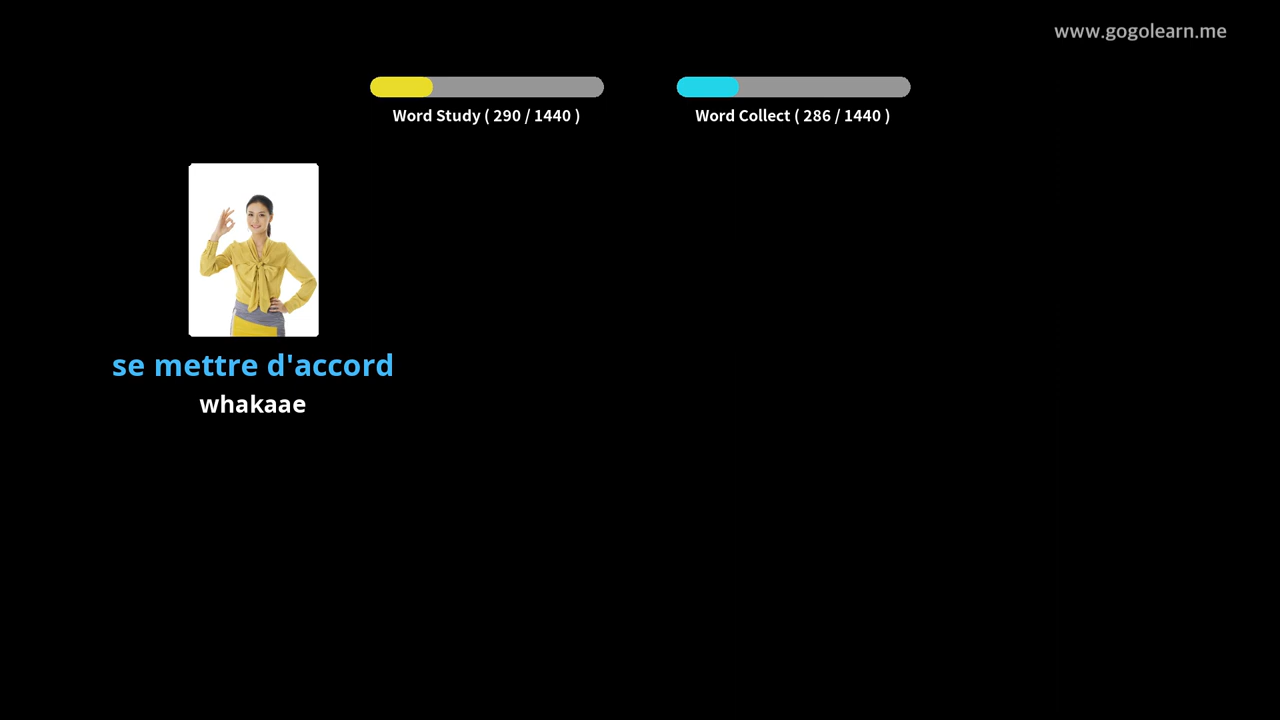 www.gogolearn.me
Word Study ( 290 / 1440 )
Word Collect ( 286 / 1440 )
se mettre d'accord
whakaae